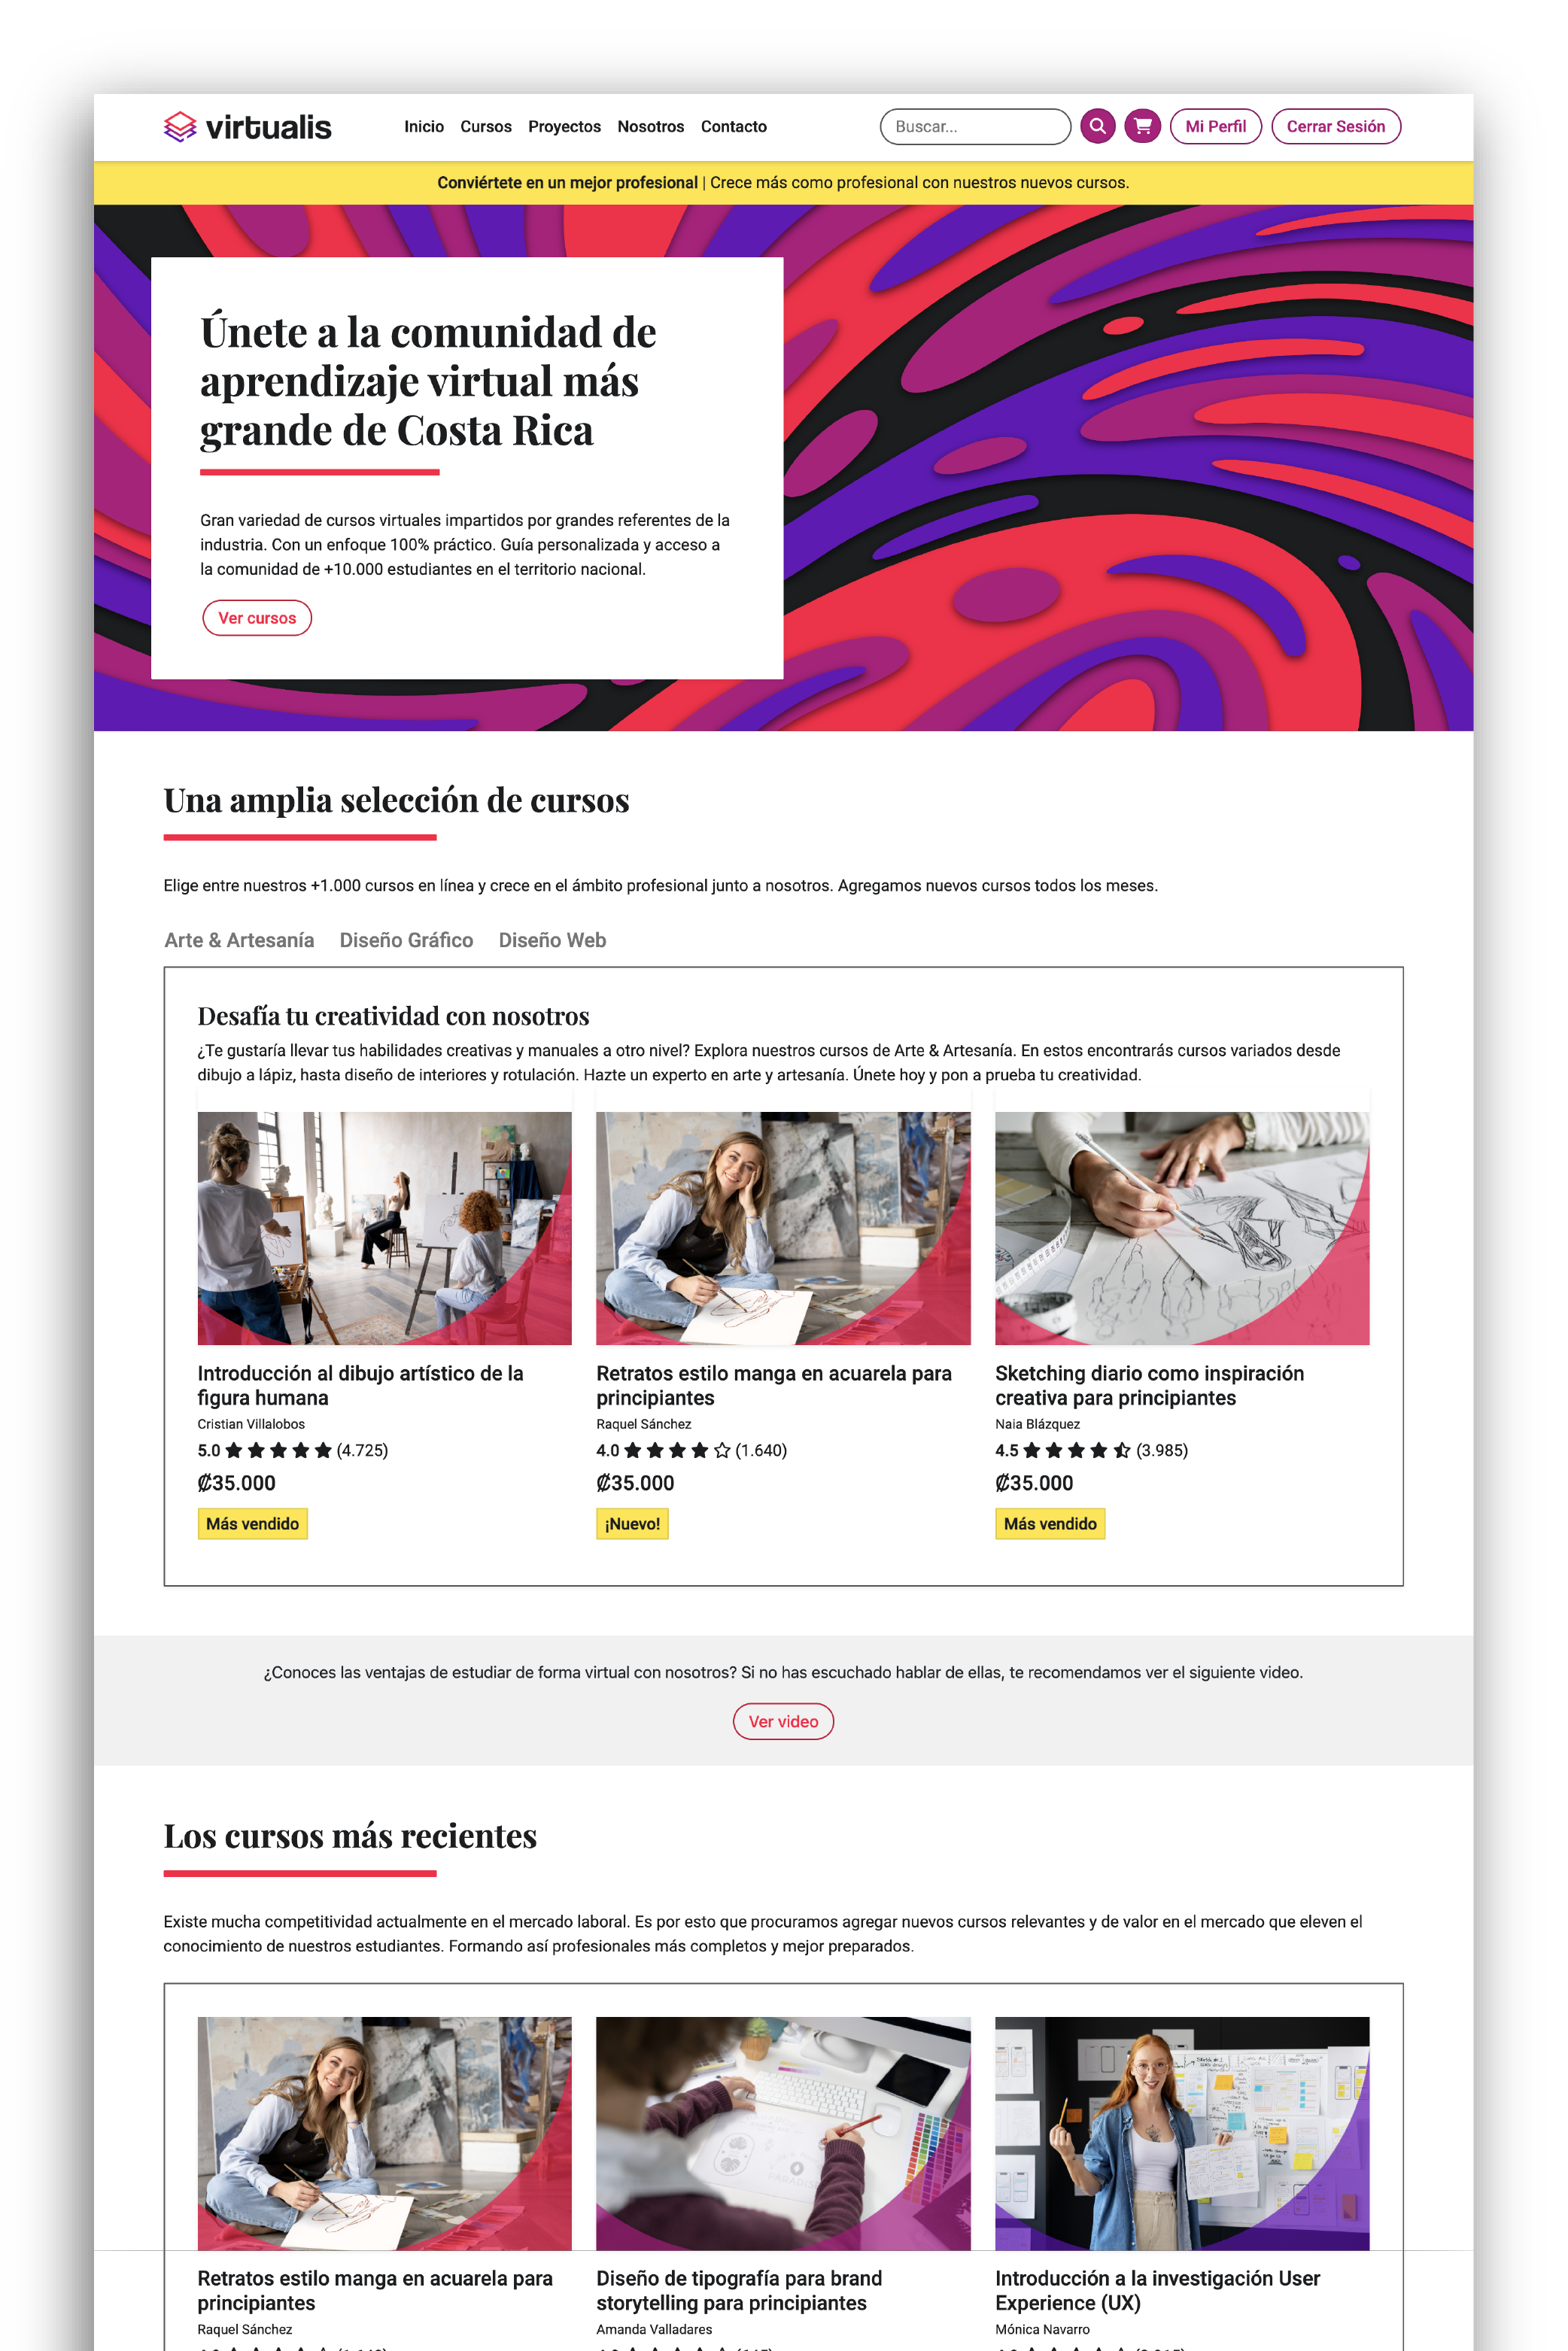 virtualis
Inicio Cursos Proyectos Nosotros Contacto
Buscar...
Mi Perfil
Cerrar Sesión
Conviértete en un mejor profesional | Crece más como profesional con nuestros nuevos cursos.
Únete a la comunidad de
aprendizaje virtual más
grande de Costa Rica
Gran variedad de cursos virtuales impartidos por grandes referentes de la
industria. Con un enfoque 100% práctico. Guía personalizada y acceso a
la comunidad de +10.000 estudiantes en el territorio nacional.
Ver cursos
Una amplia selección de cursos
Elige entre nuestros +1.000 cursos en línea y crece en el ámbito profesional junto a nosotros. Agregamos nuevos cursos todos los meses.
Arte & Artesanía Diseño Gráfico Diseño Web
Desafía tu creatividad con nosotros
¿Te gustaría llevar tus habilidades creativas y manuales a otro nivel? Explora nuestros cursos de Arte & Artesanía. En estos encontrarás cursos variados desde
dibujo a lápiz, hasta diseño de interiores y rotulación. Hazte un experto en arte y artesanía. Únete hoy y pon a prueba tu creatividad.
Introducción al dibujo artístico de la
figura humana
Cristian Villalobos
5.0 (4.725)
₡35.000
Más vendido
Retratos estilo manga en acuarela para
principiantes
Raquel Sánchez
4.0 (1.640)
₡35.000
¡Nuevo!
Sketching diario como inspiración
creativa para principiantes
Naia Blázquez
4.5 (3.985)
₡35.000
Más vendido
¿Conoces las ventajas de estudiar de forma virtual con nosotros? Si no has escuchado hablar de ellas, te recomendamos ver el siguiente video.
Ver video
Los cursos más recientes
Existe mucha competitividad actualmente en el mercado laboral. Es por esto que procuramos agregar nuevos cursos relevantes y de valor en el mercado que eleven el
conocimiento de nuestros estudiantes. Formando así profesionales más completos y mejor preparados.
Retratos estilo manga en acuarela para
principiantes
Raquel Sánchez
Diseño de tipografía para brand
storytelling para principiantes
Amanda Valladares
Introducción a la investigación User
Experience (UX)
Mónica Navarro